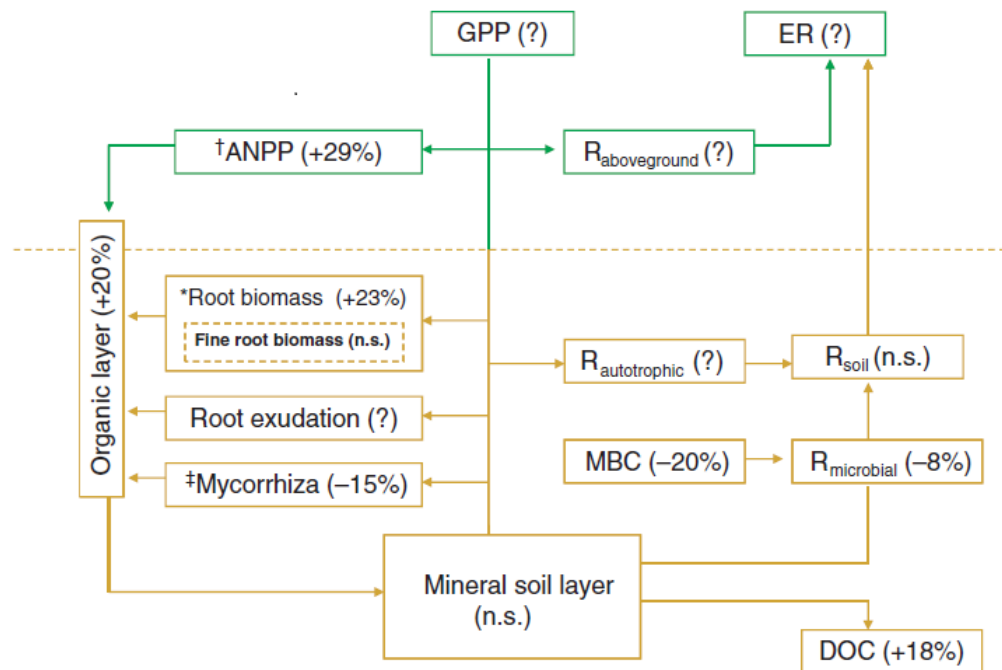 GPP (?)
ER (?)
†ANPP (+29%)
Raboveground (?)
Organic layer (+20%)
*Root biomass (+23%)
Fine root biomass (n.s.)
Rautotrophic (?)
Rsoil (n.s.)
Root exudation (?)
MBC (–20%)
Rmicrobial (–8%)
‡Mycorrhiza (–15%)
Mineral soil layer
(n.s.)
DOC (+18%)